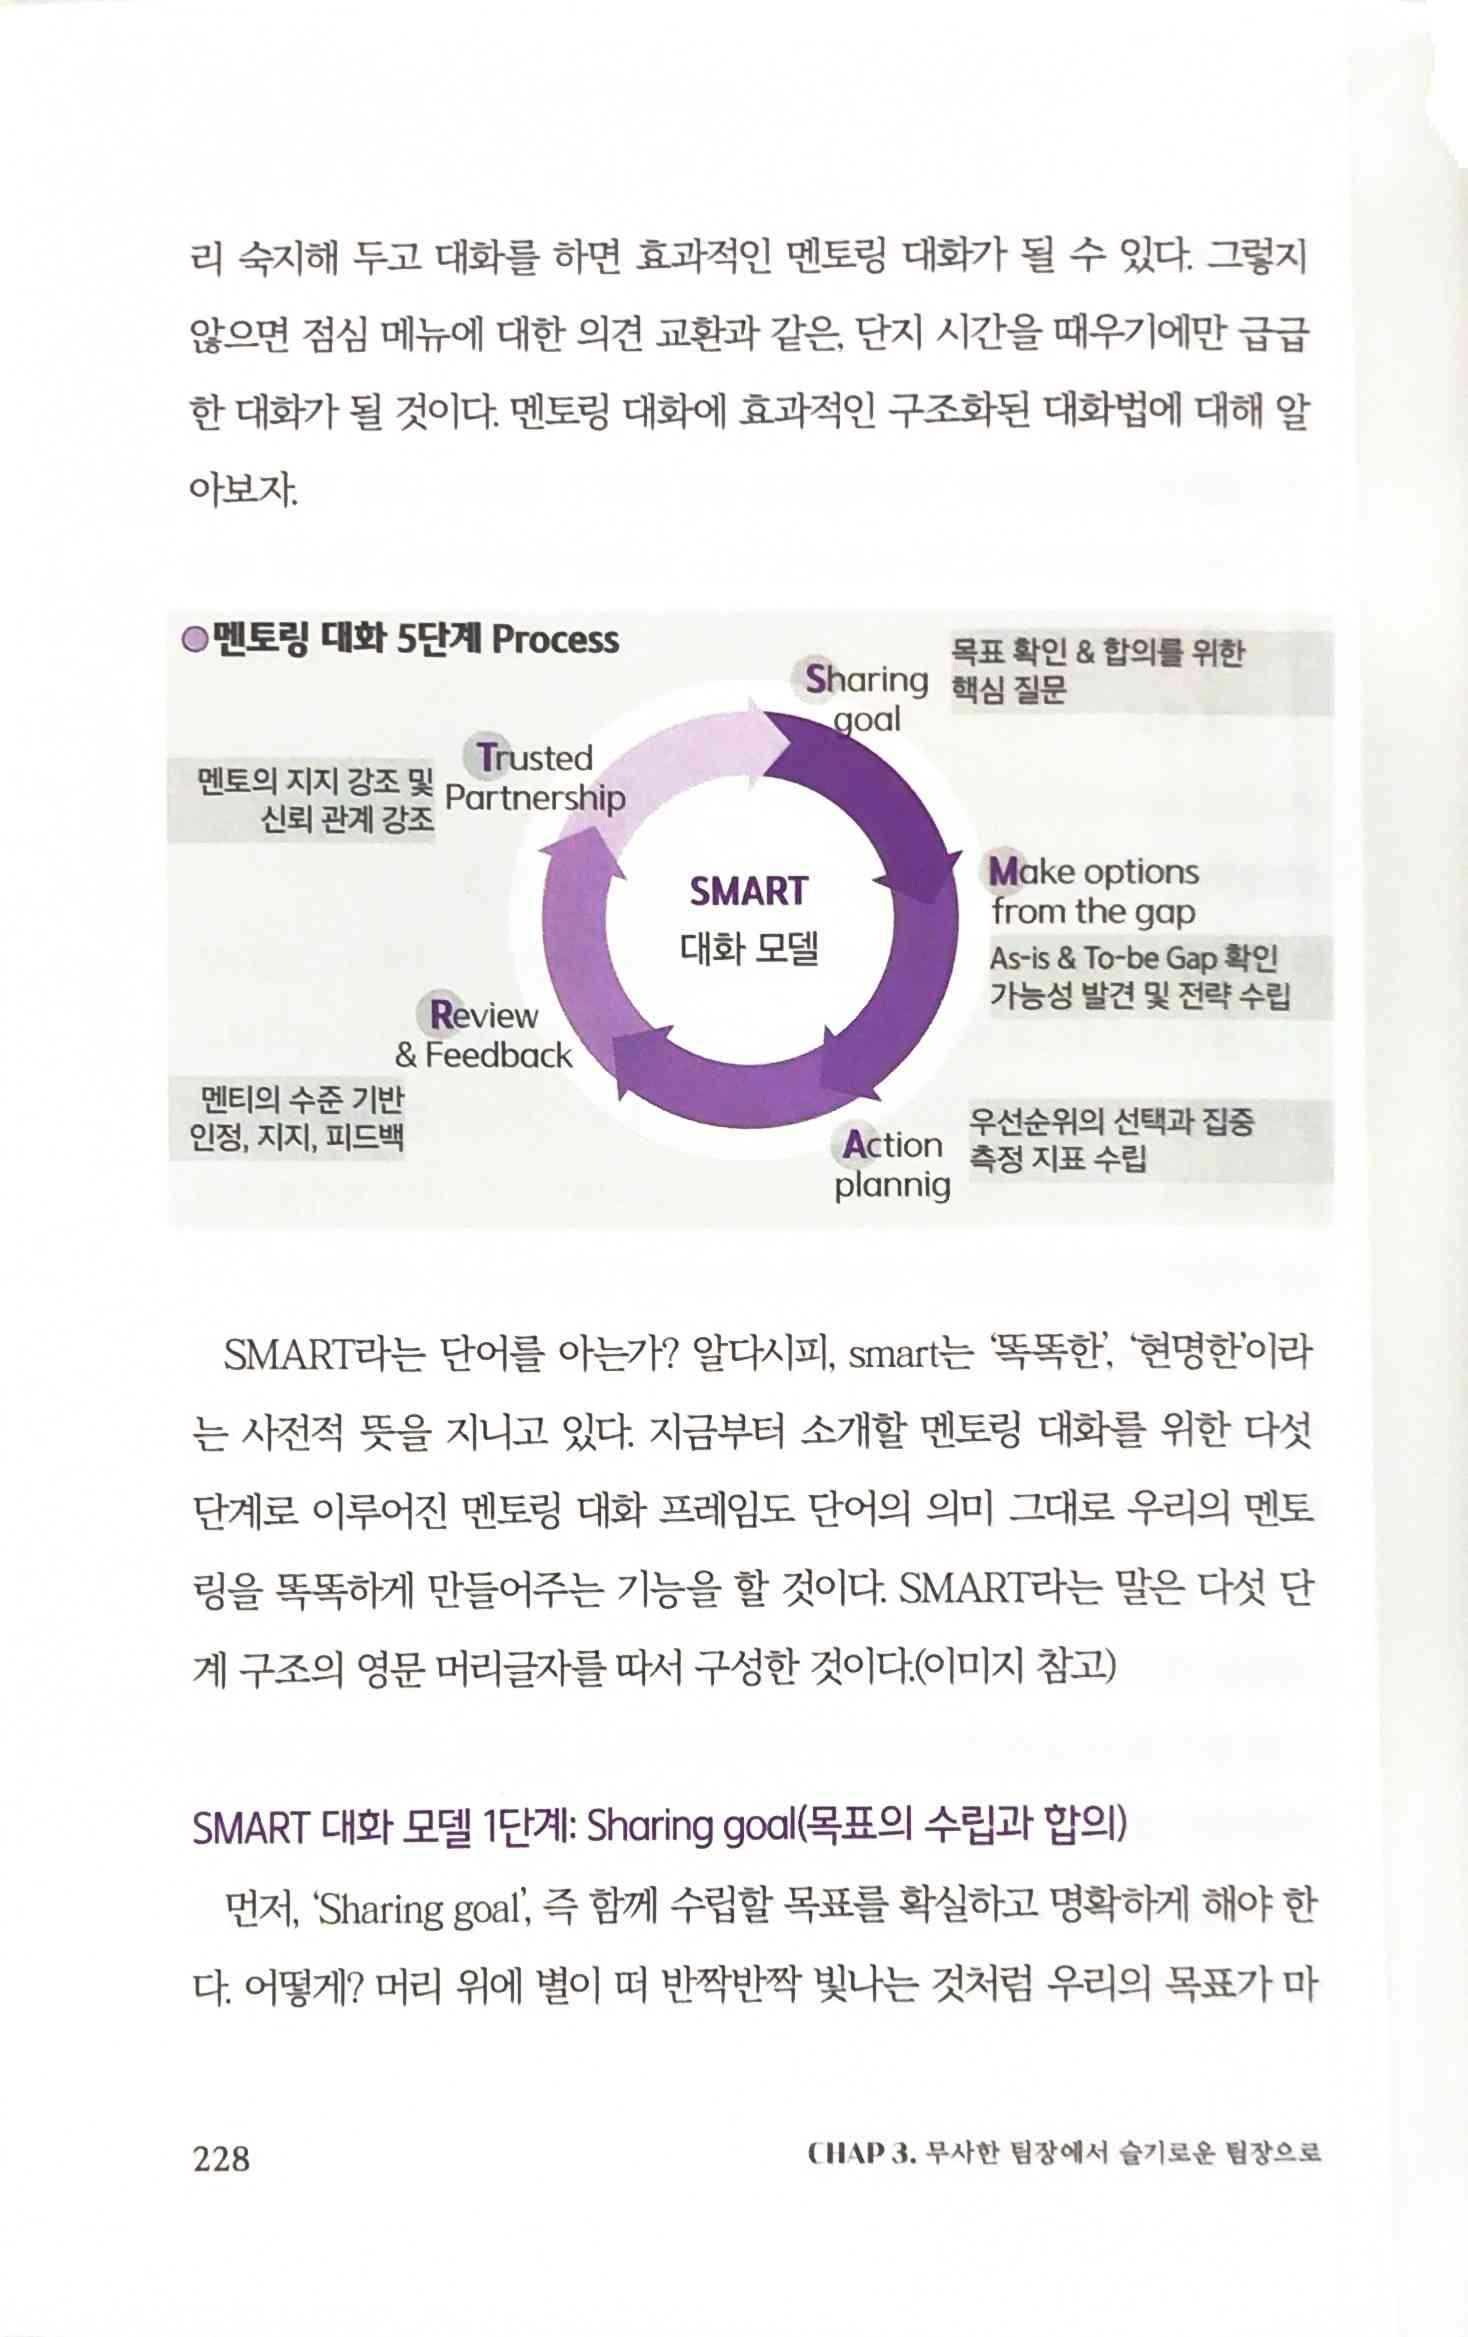 리 숙지해 두고 대화를 하면 효과적인 멘토링 대화가 될 수 있다. 그렇지
않으면 점심 메뉴에 대한 의견 교환과 같은, 단지 시간을 때우기에만 급급
한 대화가 될 것이다. 멘토링 대화에 효과적인 구조화된 대화법에 대해 알
아보자.
멘토링 대화 5단계 Process
Sharing
goal
목표 확인 & 합의를 위한
핵심 질문
Make options
from the gap
As-is & To-be Gap 확인
가능성 발견 및 전략 수립
Action
plannig
우선순위의 선택과 집중
측정 지표 수립
Review
& Feedback
멘티의 수준 기반
인정, 지지, 피드백
Trusted
Partnership
멘토의 지지 강조 및
신뢰 관계 강조
SMART
대화 모델
SMART라는 단어를 아는가? 알다시피, smart는 ‘똑똑한’, ‘현명한’이라
는 사전적 뜻을 지니고 있다. 지금부터 소개할 멘토링 대화를 위한 다섯
단계로 이루어진 멘토링 대화 프레임도 단어의 의미 그대로 우리의 멘토
링을 똑똑하게 만들어주는 기능을 할 것이다. SMART라는 말은 다섯 단
계 구조의 영문 머리글자를 따서 구성한 것이다.(이미지 참고)
SMART 대화 모델 1단계: Sharing goal(목표의 수립과 합의)
먼저, ‘Sharing goal’, 즉 함께 수립할 목표를 확실하고 명확하게 해야 한
다. 어떻게? 머리 위에 별이 떠 반짝반짝 빛나는 것처럼 우리의 목표가 마
228
CHAP 3. 무사한 팀장에서 슬기로운 팀장으로